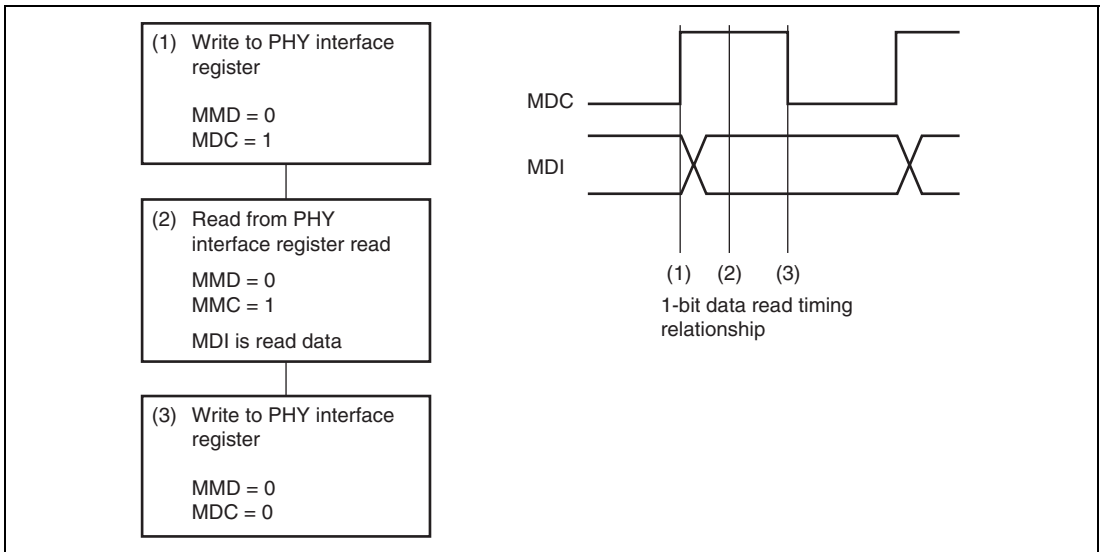 (1) Write to PHY interface
register
MMD = 0
MDC = 1
(2) Read from PHY
interface register read
MMD = 0
MMC = 1
MDI is read data
(3) Write to PHY interface
register
MMD = 0
MDC = 0
MDC
MDI
(1) (2) (3)
1-bit data read timing
relationship